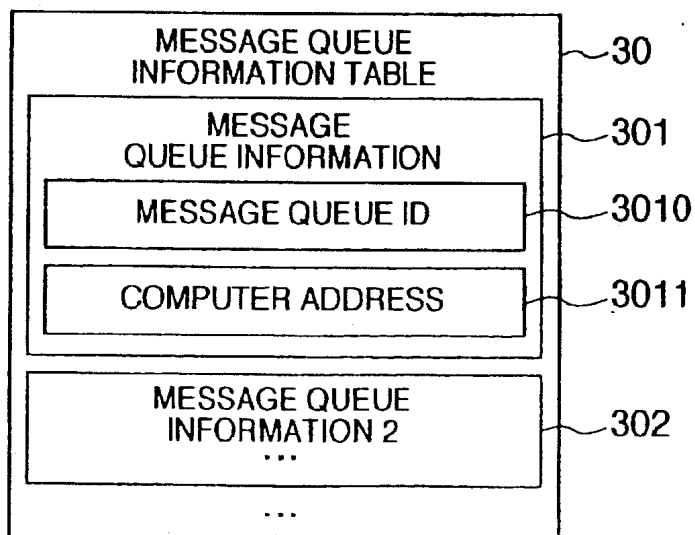 MESSAGE QUEUE
INFORMATION TABLE
30
MESSAGE
QUEUE INFORMATION
301
MESSAGE QUEUE ID
3010
COMPUTER ADDRESS
3011
MESSAGE QUEUE
INFORMATION 2
...
302
...